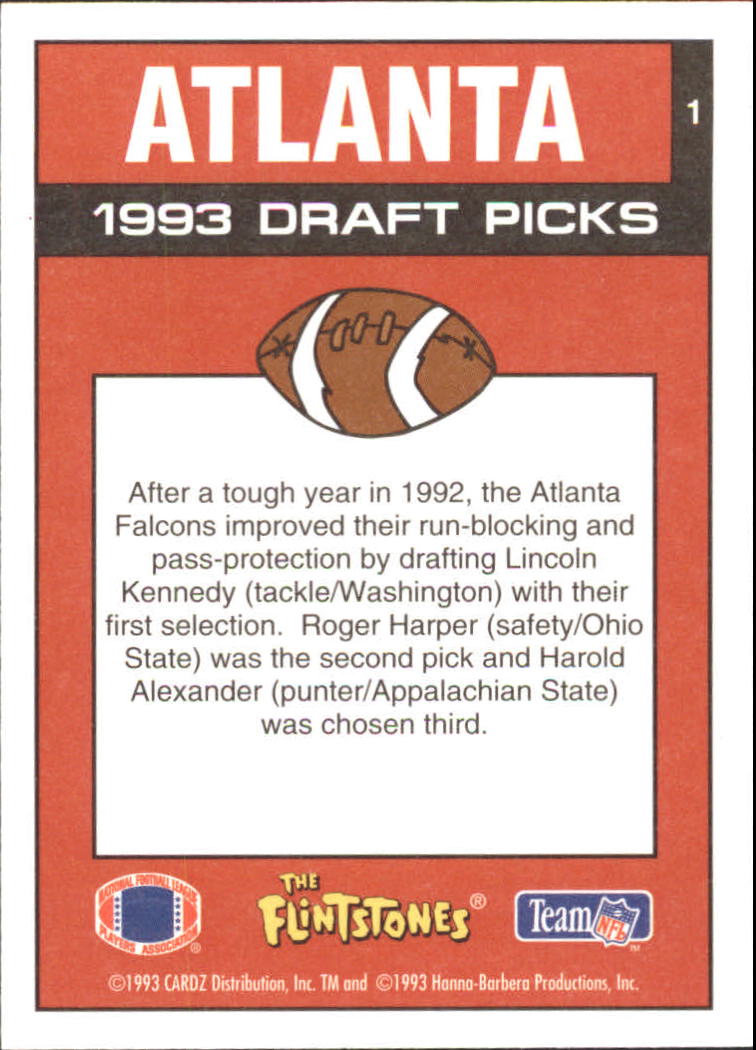 ATLANTA
1
1993 DRAFT PICKS
After a tough year in 1992, the Atlanta
Falcons improved their run-blocking and
pass-protection by drafting Lincoln
Kennedy (tackle/Washington) with their
first selection. Roger Harper (safety/Ohio
State) was the second pick and Harold
Alexander (punter/Appalachian State)
was chosen third.
NATIONAL FOOTBALL LEAGUE
PLAYERS ASSOCIATION
®
THE
FLINTSTONES®
Team NFL
TM
©1993 CARDZ Distribution, Inc. TM and ©1993 Hanna-Barbera Productions, Inc.